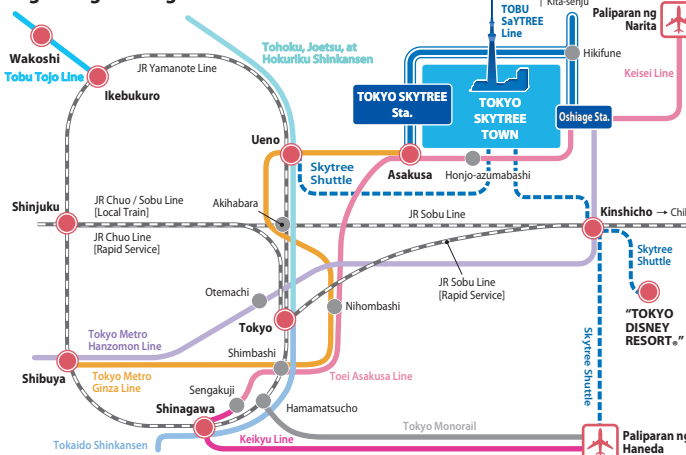 TOBU
SaYTREE
Line
Kita-senju
Paliparan ng
Narita
Wakoshi
Tobu Tojo Line
Ikebukuro
JR Yamanote Line
Tohoku, Joetsu, at
Hokuriku Shinkansen
Hikifune
Keisei Line
TOKYO SKYTREE
Sta.
TOKYO
SKYTREE
TOWN
Oshiage Sta.
Ueno
Skytree
Shuttle
Asakusa
Honjo-azumabashi
Shinjuku
JR Chuo / Sobu Line
[Local Train]
JR Chuo Line
[Rapid Service]
Akihabara
JR Sobu Line
Kinshicho → Chi
Skytree
Shuttle
JR Sobu Line
[Rapid Service]
"TOKYO
DISNEY
RESORT®"
Otemachi
Nihombashi
Tokyo
Tokyo Metro
Hanzomon Line
Shimbashi
Skytree Shuttle
Shibuya
Tokyo Metro
Ginza Line
Toei Asakusa Line
Sengakuji
Shinagawa
Hamamatsucho
Tokyo Monorail
Tokaido Shinkansen
Keikyu Line
Paliparan ng
Haneda